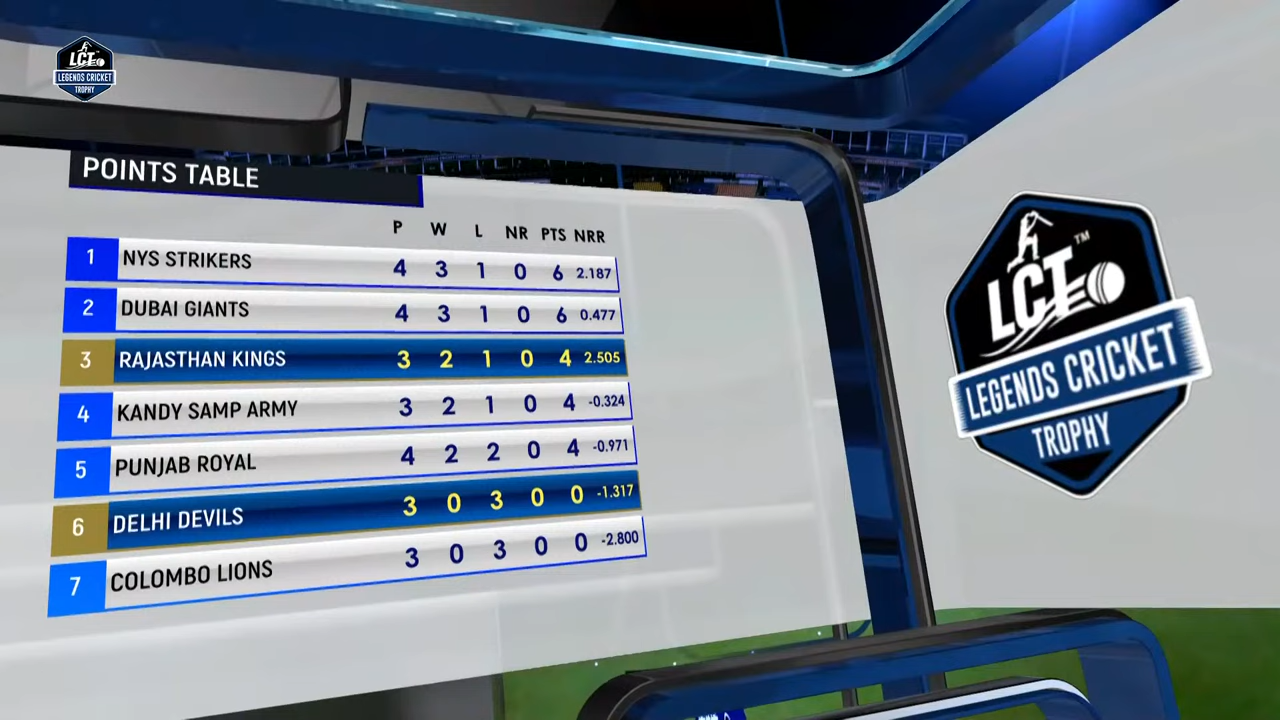 LCT
LEGENDS CRICKET
TROPHY
POINTS TABLE
P W L NR PTS NRR
1 NYS STRIKERS 4 3 1 0 6 2.187
2 DUBAI GIANTS 4 3 1 0 6 0.477
3 RAJASTHAN KINGS 3 2 1 0 4 2.505
4 KANDY SAMP ARMY 3 2 1 0 4 -0.324
5 PUNJAB ROYAL 4 2 2 0 4 -0.971
6 DELHI DEVILS 3 0 3 0 0 -1.317
7 COLOMBO LIONS 3 0 3 0 0 -2.800
LCT™
LEGENDS CRICKET
TROPHY